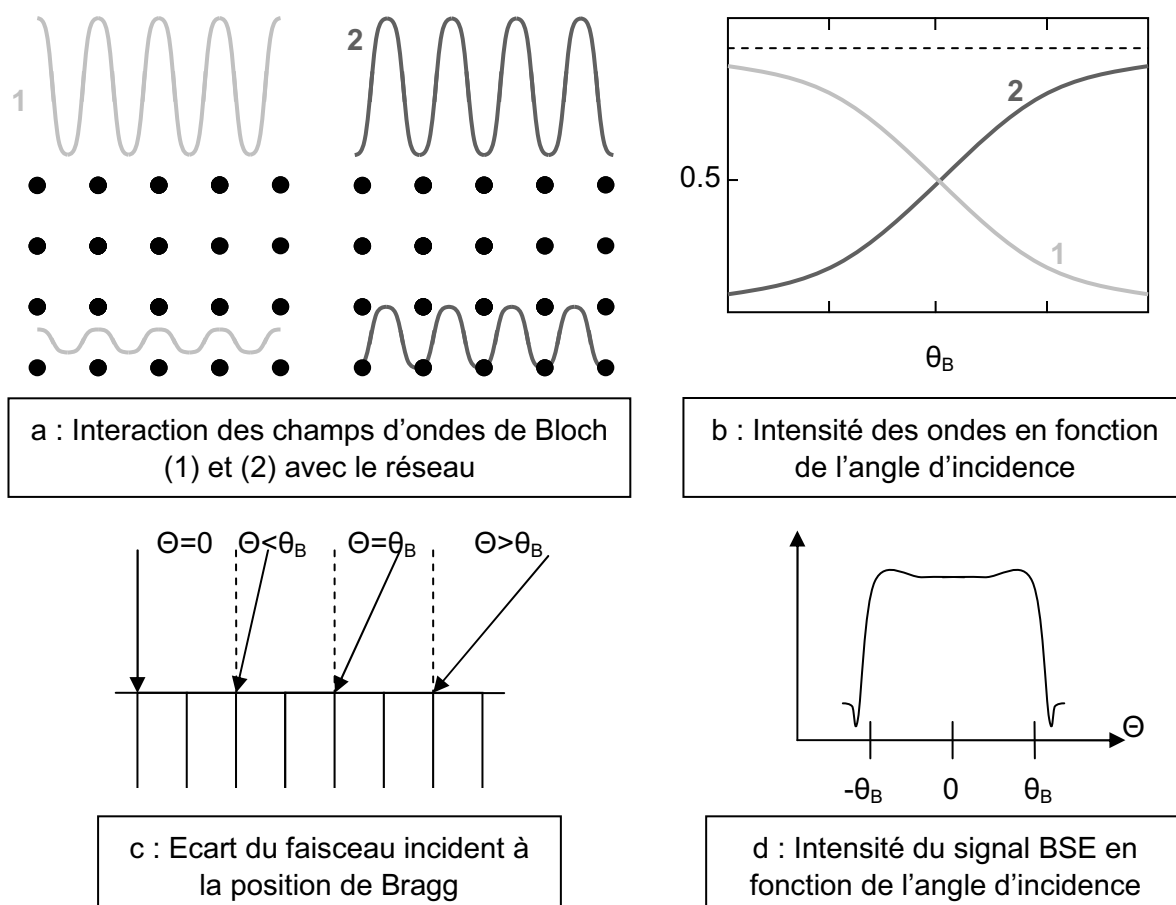 1
2
a : Interaction des champs d'ondes de Bloch
(1) et (2) avec le réseau
0.5
2
1
θB
b : Intensité des ondes en fonction
de l'angle d'incidence
Θ=0 Θ<θB Θ=θB Θ>θB
c : Ecart du faisceau incident à
la position de Bragg
Θ
-θB 0 θB
d : Intensité du signal BSE en
fonction de l'angle d'incidence